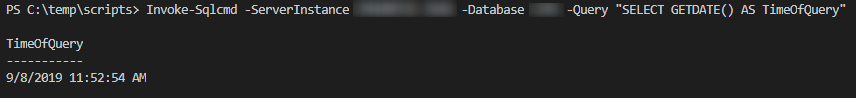 PS C:\temp\scripts> Invoke-Sqlcmd -ServerInstance -Database -Query "SELECT GETDATE() AS TimeOfQuery"
TimeOfQuery
-----------
9/8/2019 11:52:54 AM